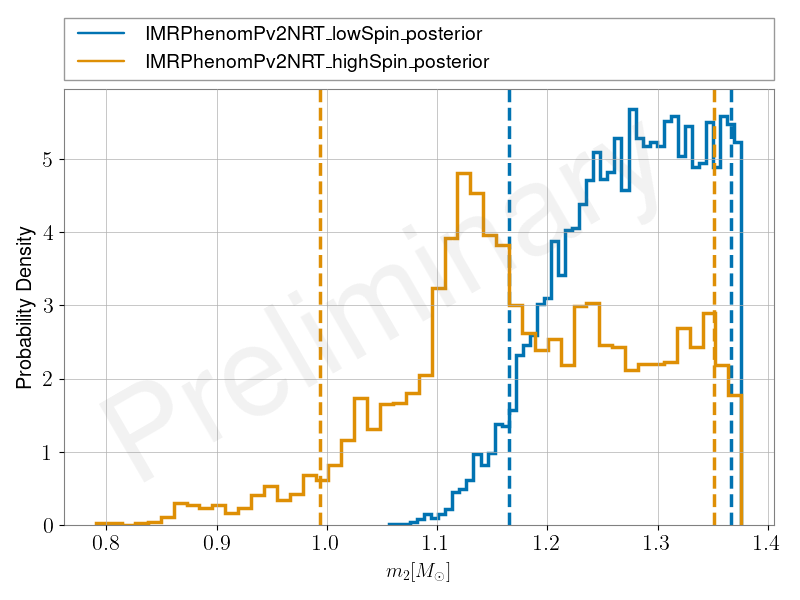 IMRPhenomPv2NRT_lowSpin_posterior
IMRPhenomPv2NRT_highSpin_posterior
Preliminary
Probability Density
5
4
3
2
1
0
0.8 0.9 1.0 1.1 1.2 1.3 1.4
m₂[M☉]